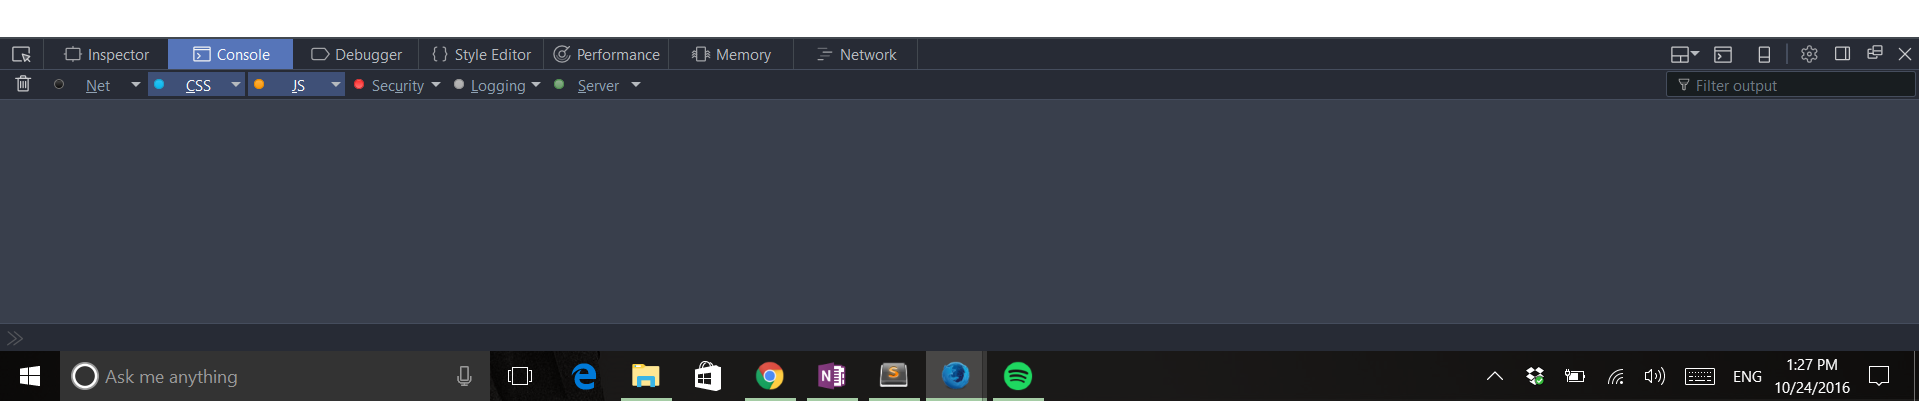 Inspector Console Debugger { } Style Editor Performance Memory Network
Net CSS JS Security Logging Server Filter output
Ask me anything ENG 1:27 PM
10/24/2016